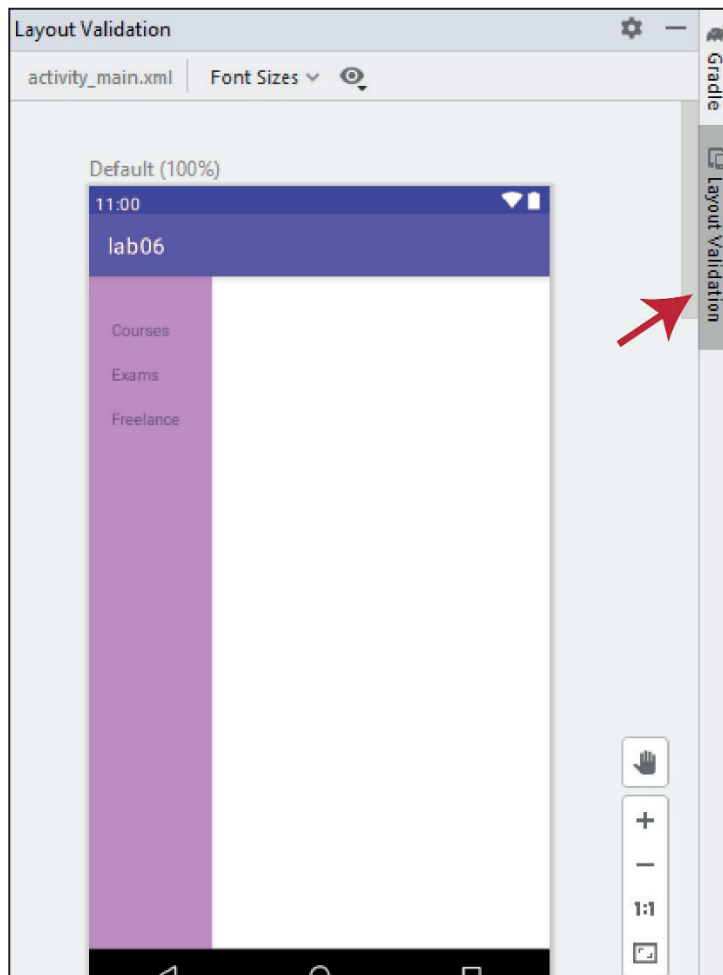 Layout Validation
activity_main.xml
Font Sizes
Default (100%)
11:00
lab06
Courses
Exams
Freelance
1:1
Gradle
Layout Validation